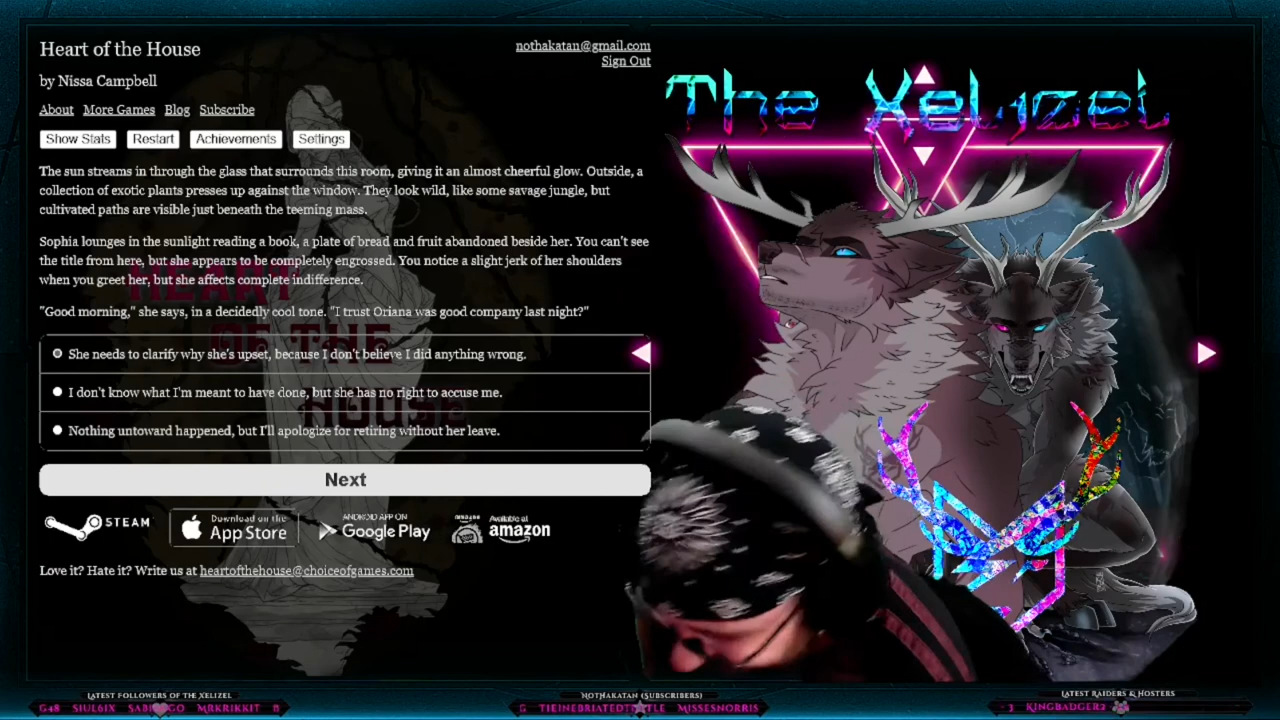 Heart of the House
nothakatan@gmail.com
Sign Out
by Nissa Campbell
About More Games Blog Subscribe
Show Stats Restart Achievements Settings
The sun streams in through the glass that surrounds this room, giving it an almost cheerful glow. Outside, a
collection of exotic plants presses up against the window. They look wild, like some savage jungle, but
cultivated paths are visible just beneath the teeming mass.
Sophia lounges in the sunlight reading a book, a plate of bread and fruit abandoned beside her. You can't see
the title from here, but she appears to be completely engrossed. You notice a slight jerk of her shoulders
when you greet her, but she affects complete indifference.
"Good morning," she says, in a decidedly cool tone. "I trust Oriana was good company last night?"
She needs to clarify why she's upset, because I don't believe I did anything wrong.
I don't know what I'm meant to have done, but she has no right to accuse me.
Nothing untoward happened, but I'll apologize for retiring without her leave.
Next
STEAM
Download on the
App Store
ANDROID APP ON
Google Play
Available at
amazon
Love it? Hate it? Write us at heartofthehouse@choiceofgames.com
HEART
OF THE
HOUSE
The Xelizel
Latest Followers of The Xelizel
G48 SIUL6IX MRKRIKKIT
NotHakatan (Subscribers)
MISSESNORRIS
Latest Raiders & Hosters
KINGBADGER2